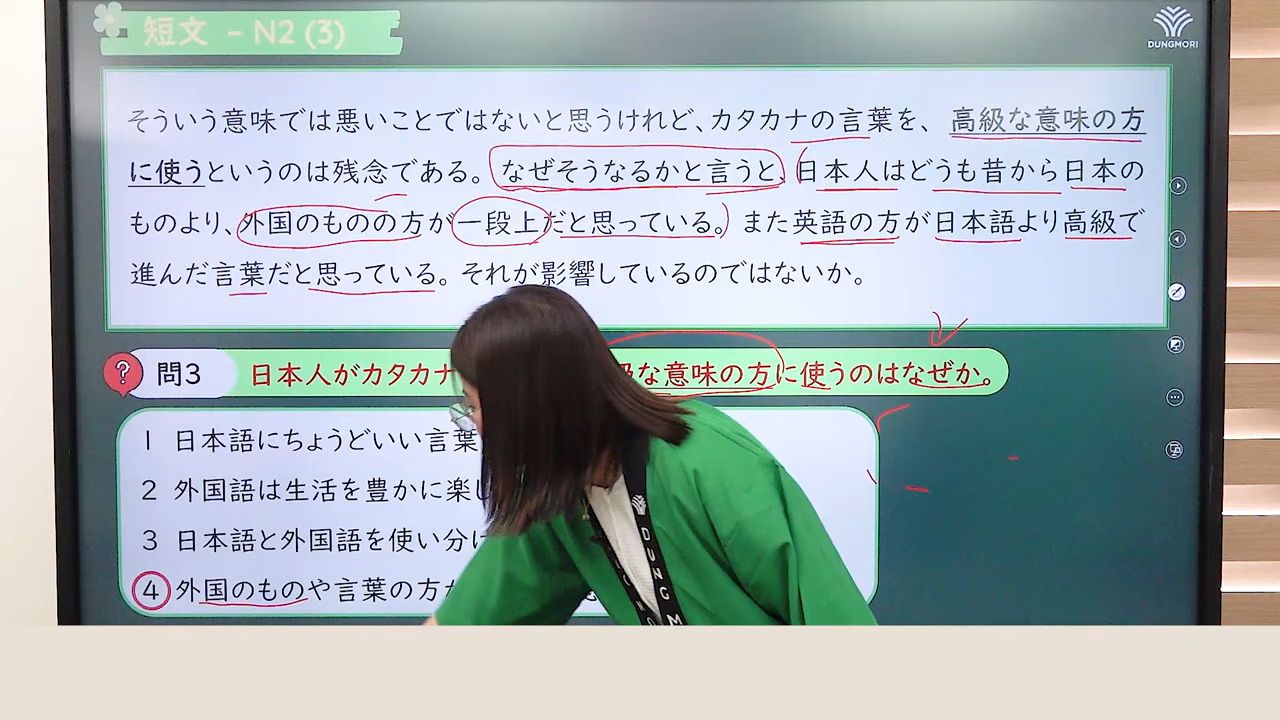 短文 - N2 (3)
DUNGMORI
そういう意味では悪いことではないと思うけれど、カタカナの言葉を、高級な意味の方
に使うというのは残念である。なぜそうなるかと言うと、日本人はどうも昔から日本の
ものより、外国のものの方が一段上だと思っている。また英語の方が日本語より高級で
進んだ言葉だと思っている。それが影響しているのではないか。
? 問3 日本人がカタカナ な意味の方に使うのはなぜか。
1 日本語にちょうどいい言葉
2 外国語は生活を豊かに楽し
3 日本語と外国語を使い分け
4 外国のものや言葉の方が
DUNG M